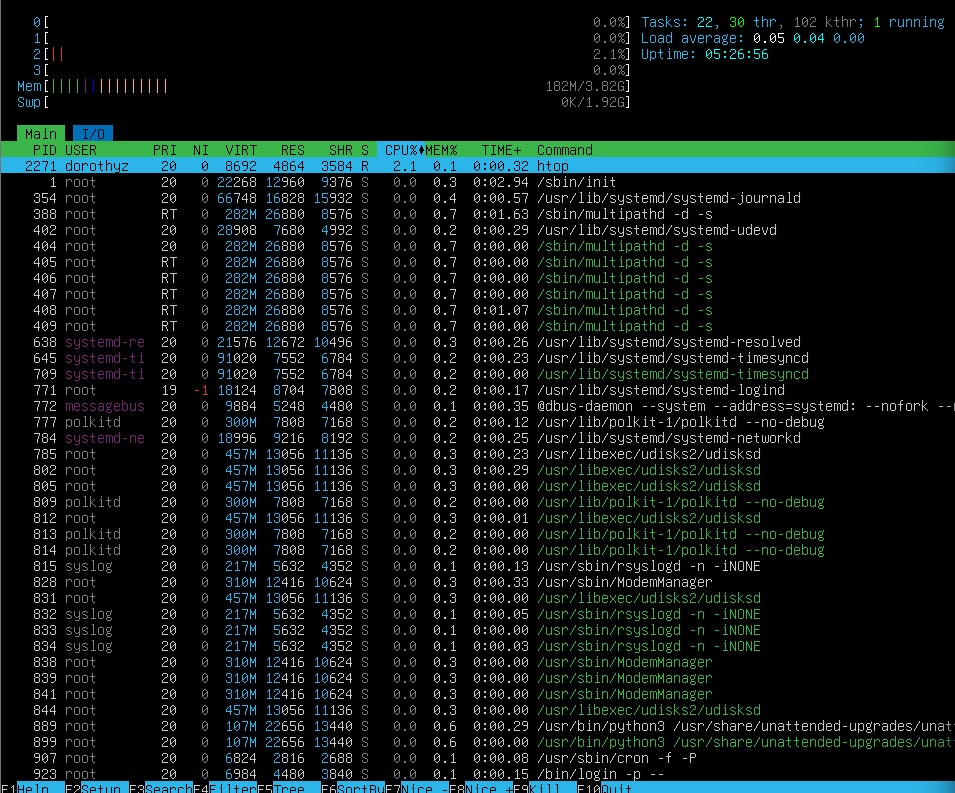 0[ 0.0%] Tasks: 22, 30 thr, 102 kthr; 1 running
1[ 0.0%] Load average: 0.05 0.04 0.00
2[|| 2.1%] Uptime: 05:26:56
3[ 0.0%]
Mem[||||||||||||||| 182M/3.82G]
Swp[ 0K/1.92G]
Main I/O
PID USER PRI NI VIRT RES SHR S CPU%♦MEM% TIME+ Command
2271 dorothyz 20 0 8692 4864 3584 R 2.1 0.1 0:00.32 htop
1 root 20 0 22268 12960 9376 S 0.0 0.3 0:02.94 /sbin/init
354 root 20 0 66748 16828 15932 S 0.0 0.4 0:00.57 /usr/lib/systemd/systemd-journald
388 root RT 0 282M 26880 8576 S 0.0 0.7 0:01.63 /sbin/multipathd -d -s
402 root 20 0 28908 7680 4992 S 0.0 0.2 0:00.29 /usr/lib/systemd/systemd-udevd
404 root 20 0 282M 26880 8576 S 0.0 0.7 0:00.00 /sbin/multipathd -d -s
405 root RT 0 282M 26880 8576 S 0.0 0.7 0:00.00 /sbin/multipathd -d -s
406 root RT 0 282M 26880 8576 S 0.0 0.7 0:00.00 /sbin/multipathd -d -s
407 root RT 0 282M 26880 8576 S 0.0 0.7 0:00.00 /sbin/multipathd -d -s
408 root RT 0 282M 26880 8576 S 0.0 0.7 0:01.07 /sbin/multipathd -d -s
409 root RT 0 282M 26880 8576 S 0.0 0.7 0:00.00 /sbin/multipathd -d -s
638 systemd-re 20 0 21576 12672 10496 S 0.0 0.3 0:00.26 /usr/lib/systemd/systemd-resolved
645 systemd-ti 20 0 91020 7552 6784 S 0.0 0.2 0:00.23 /usr/lib/systemd/systemd-timesyncd
709 systemd-ti 20 0 91020 7552 6784 S 0.0 0.2 0:00.00 /usr/lib/systemd/systemd-timesyncd
771 root 19 -1 18124 8704 7808 S 0.0 0.2 0:00.17 /usr/lib/systemd/systemd-logind
772 messagebus 20 0 9884 5248 4480 S 0.0 0.1 0:00.35 @dbus-daemon --system --address=systemd: --nofork --
777 polkitd 20 0 300M 7808 7168 S 0.0 0.2 0:00.12 /usr/lib/polkit-1/polkitd --no-debug
784 systemd-ne 20 0 18996 9216 8192 S 0.0 0.2 0:00.25 /usr/lib/systemd/systemd-networkd
785 root 20 0 457M 13056 11136 S 0.0 0.3 0:00.23 /usr/libexec/udisks2/udisksd
802 root 20 0 457M 13056 11136 S 0.0 0.3 0:00.29 /usr/libexec/udisks2/udisksd
805 root 20 0 457M 13056 11136 S 0.0 0.3 0:00.00 /usr/libexec/udisks2/udisksd
809 polkitd 20 0 300M 7808 7168 S 0.0 0.2 0:00.00 /usr/lib/polkit-1/polkitd --no-debug
812 root 20 0 457M 13056 11136 S 0.0 0.3 0:00.01 /usr/libexec/udisks2/udisksd
813 polkitd 20 0 300M 7808 7168 S 0.0 0.2 0:00.00 /usr/lib/polkit-1/polkitd --no-debug
814 polkitd 20 0 300M 7808 7168 S 0.0 0.2 0:00.00 /usr/lib/polkit-1/polkitd --no-debug
815 syslog 20 0 217M 5632 4352 S 0.0 0.1 0:00.13 /usr/sbin/rsyslogd -n -iNONE
828 root 20 0 310M 12416 10624 S 0.0 0.3 0:00.33 /usr/sbin/ModemManager
831 root 20 0 457M 13056 11136 S 0.0 0.3 0:00.00 /usr/libexec/udisks2/udisksd
832 syslog 20 0 217M 5632 4352 S 0.0 0.1 0:00.05 /usr/sbin/rsyslogd -n -iNONE
833 syslog 20 0 217M 5632 4352 S 0.0 0.1 0:00.00 /usr/sbin/rsyslogd -n -iNONE
834 syslog 20 0 217M 5632 4352 S 0.0 0.1 0:00.03 /usr/sbin/rsyslogd -n -iNONE
838 root 20 0 310M 12416 10624 S 0.0 0.3 0:00.00 /usr/sbin/ModemManager
839 root 20 0 310M 12416 10624 S 0.0 0.3 0:00.00 /usr/sbin/ModemManager
841 root 20 0 310M 12416 10624 S 0.0 0.3 0:00.00 /usr/sbin/ModemManager
844 root 20 0 457M 13056 11136 S 0.0 0.3 0:00.00 /usr/libexec/udisks2/udisksd
889 root 20 0 107M 22656 13440 S 0.0 0.6 0:00.29 /usr/bin/python3 /usr/share/unattended-upgrades/unat
899 root 20 0 107M 22656 13440 S 0.0 0.6 0:00.00 /usr/bin/python3 /usr/share/unattended-upgrades/unat
907 root 20 0 6824 2816 2688 S 0.0 0.1 0:00.08 /usr/sbin/cron -f -P
923 root 20 0 6984 4480 3840 S 0.0 0.1 0:00.15 /bin/login -p --
F1Help F2Setup F3SearchF4FilterF5Tree F6SortByF7Nice -F8Nice +F9Kill F10Quit